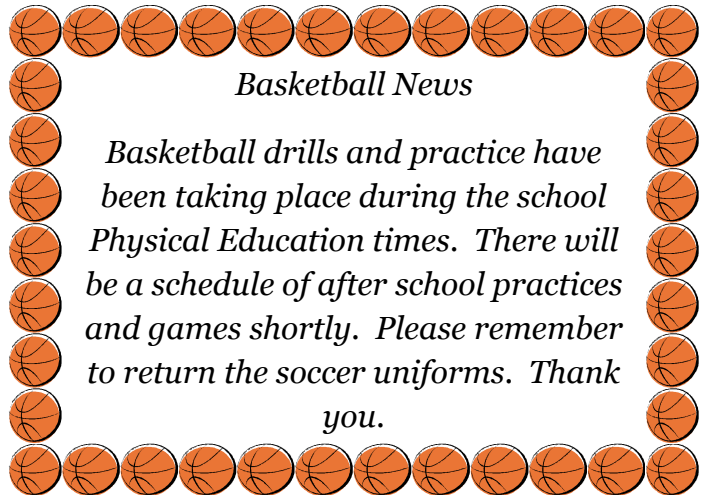 Basketball News
Basketball drills and practice have
been taking place during the school
Physical Education times.  There will
be a schedule of after school practices
and games shortly.  Please remember
to return the soccer uniforms.  Thank
you.